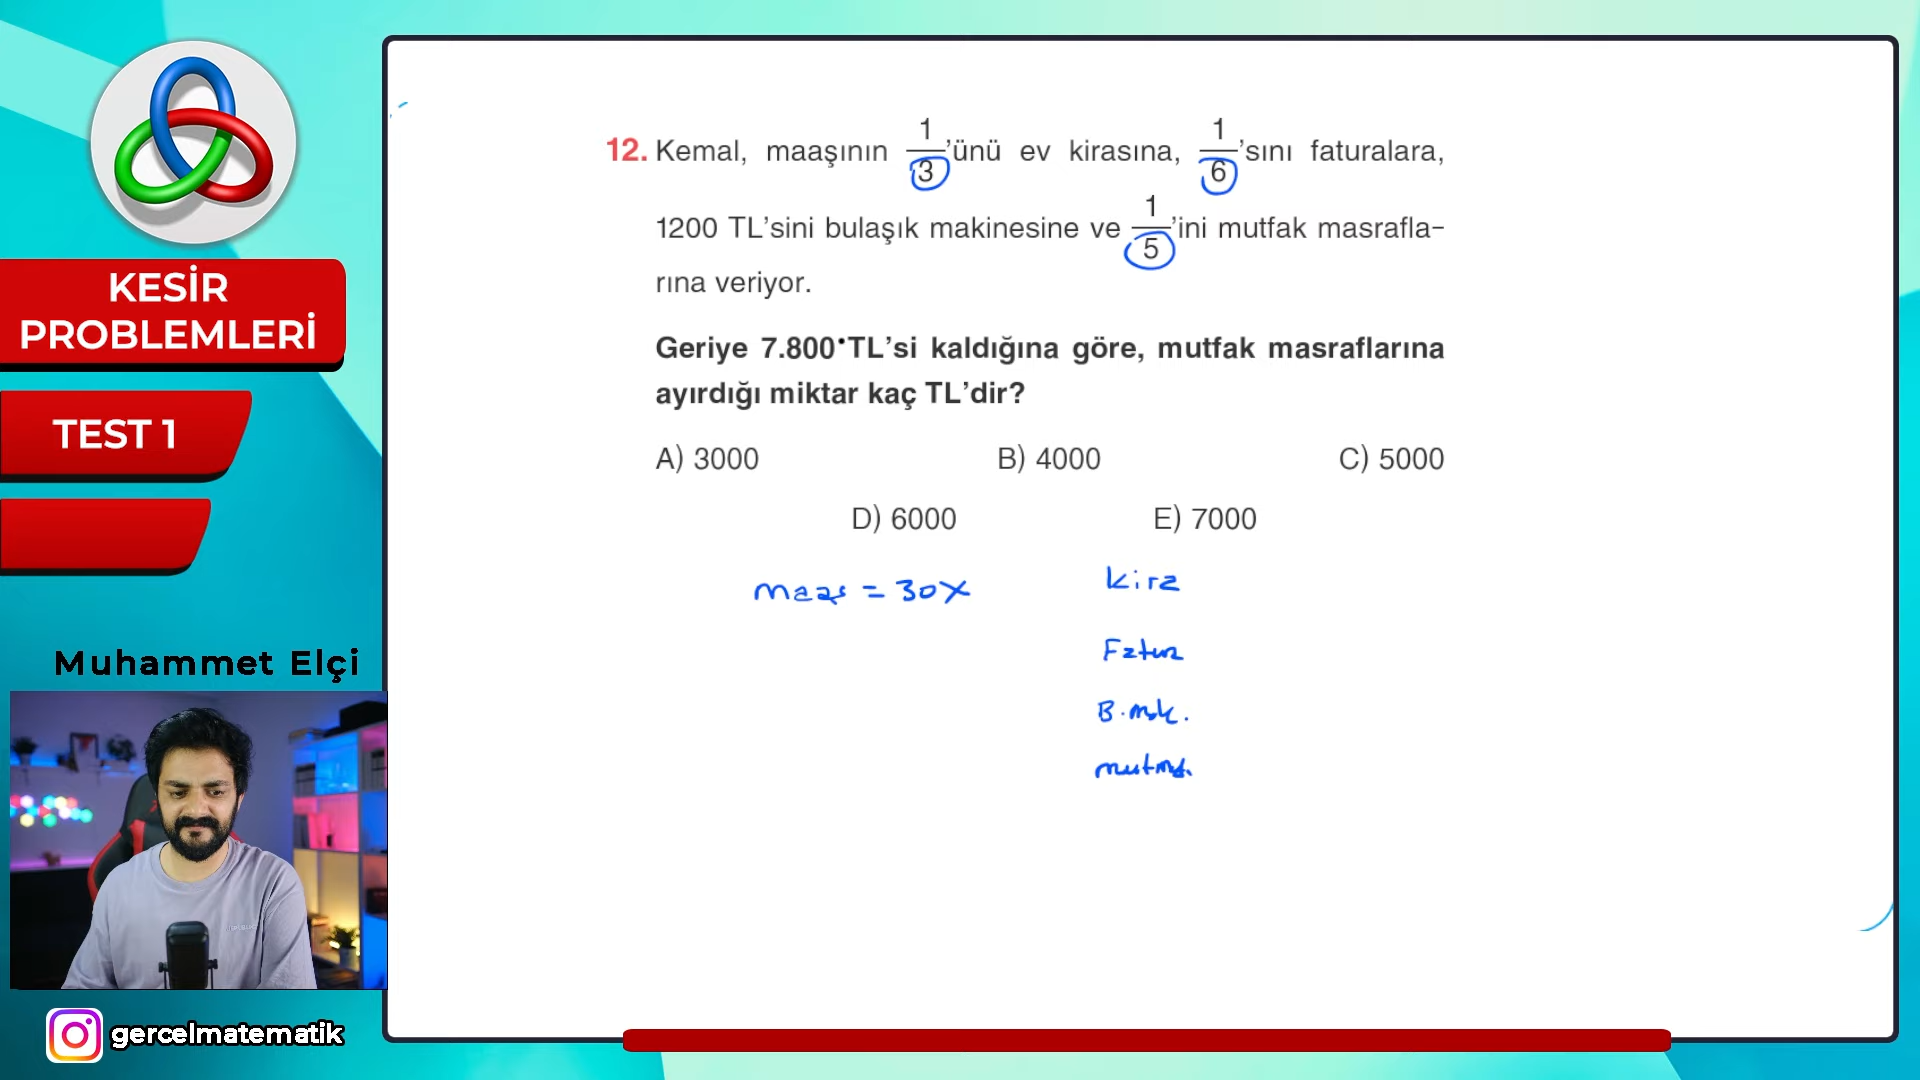 KESİR
PROBLEMLERİ
TEST 1
Muhammet Elçi
gercelmatematik
12. Kemal, maaşının 1/3'ünü ev kirasına, 1/6'sını faturalara,
1200 TL'sini bulaşık makinesine ve 1/5'ini mutfak masrafla-
rına veriyor.
Geriye 7.800 TL'si kaldığına göre, mutfak masraflarına
ayırdığı miktar kaç TL'dir?
A) 3000 B) 4000 C) 5000
D) 6000 E) 7000
maaş = 30x
kira
Fatura
B. mak.